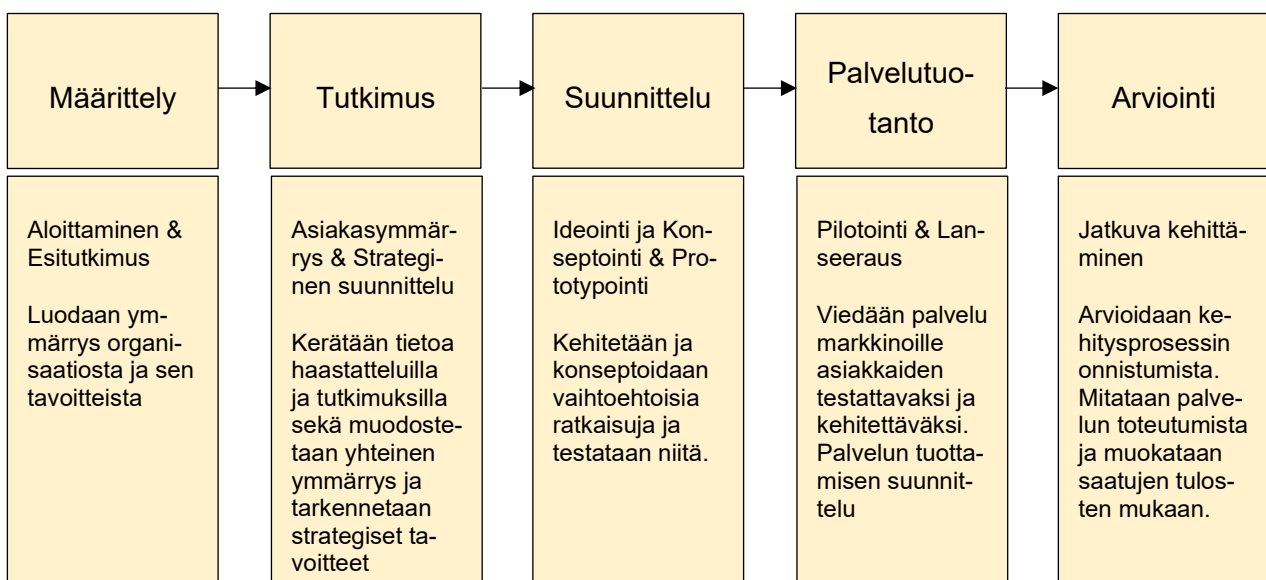 Määrittely
Aloittaminen &
Esitutkimus
Luodaan ym-
märrys organi-
saatiosta ja sen
tavoitteista
Tutkimus
Asiakasymmär-
rys & Strategi-
nen suunnittelu
Kerätään tietoa
haastatteluilla
ja tutkimuksilla
sekä muodoste-
taan yhteinen
ymmärrys ja
tarkennetaan
strategiset ta-
voitteet
Suunnittelu
Ideointi ja Kon-
septointi & Pro-
totypointi
Kehitetään ja
konseptoidaan
vaihtoehtoisia
ratkaisuja ja
testataan niitä.
Palvelutuo-
tanto
Pilotointi & Lan-
seeraus
Viedään palvelu
markkinoille
asiakkaiden
testattavaksi ja
kehitettäväksi.
Palvelun tuotta-
misen suunnit-
telu
Arviointi
Jatkuva kehittä-
minen
Arvioidaan ke-
hitysprosessin
onnistumista.
Mitataan palve-
lun toteutumista
ja muokataan
saatujen tulos-
ten mukaan.